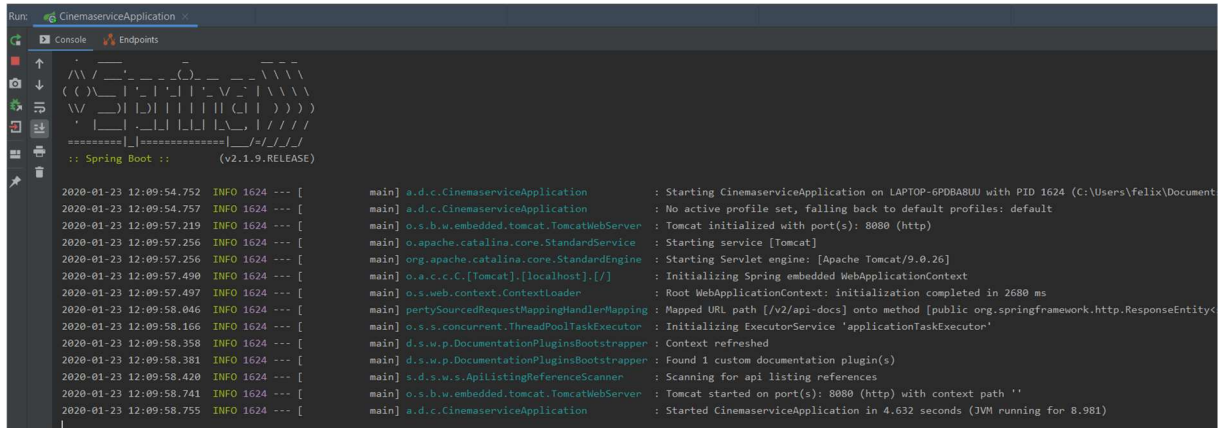 Run: CinemaserviceApplication ×
Console Endpoints
:: Spring Boot :: (v2.1.9.RELEASE)
2020-01-23 12:09:54.752 INFO 1624 --- [ main] a.d.c.CinemaserviceApplication : Starting CinemaserviceApplication on LAPTOP-6PDBA8UU with PID 1624 (C:\Users\felix\Document
2020-01-23 12:09:54.757 INFO 1624 --- [ main] a.d.c.CinemaserviceApplication : No active profile set, falling back to default profiles: default
2020-01-23 12:09:57.219 INFO 1624 --- [ main] o.s.b.w.embedded.tomcat.TomcatWebServer : Tomcat initialized with port(s): 8080 (http)
2020-01-23 12:09:57.256 INFO 1624 --- [ main] o.apache.catalina.core.StandardService : Starting service [Tomcat]
2020-01-23 12:09:57.256 INFO 1624 --- [ main] org.apache.catalina.core.StandardEngine : Starting Servlet engine: [Apache Tomcat/9.0.26]
2020-01-23 12:09:57.490 INFO 1624 --- [ main] o.a.c.c.C.[Tomcat].[localhost].[/] : Initializing Spring embedded WebApplicationContext
2020-01-23 12:09:57.497 INFO 1624 --- [ main] o.s.web.context.ContextLoader : Root WebApplicationContext: initialization completed in 2680 ms
2020-01-23 12:09:58.046 INFO 1624 --- [ main] pertySourcedRequestMappingHandlerMapping : Mapped URL path [/v2/api-docs] onto method [public org.springframework.http.ResponseEntity<
2020-01-23 12:09:58.166 INFO 1624 --- [ main] o.s.s.concurrent.ThreadPoolTaskExecutor : Initializing ExecutorService 'applicationTaskExecutor'
2020-01-23 12:09:58.358 INFO 1624 --- [ main] d.s.w.p.DocumentationPluginsBootstrapper : Context refreshed
2020-01-23 12:09:58.381 INFO 1624 --- [ main] d.s.w.p.DocumentationPluginsBootstrapper : Found 1 custom documentation plugin(s)
2020-01-23 12:09:58.420 INFO 1624 --- [ main] s.d.s.w.s.ApiListingReferenceScanner : Scanning for api listing references
2020-01-23 12:09:58.741 INFO 1624 --- [ main] o.s.b.w.embedded.tomcat.TomcatWebServer : Tomcat started on port(s): 8080 (http) with context path ''
2020-01-23 12:09:58.755 INFO 1624 --- [ main] a.d.c.CinemaserviceApplication : Started CinemaserviceApplication in 4.632 seconds (JVM running for 8.981)